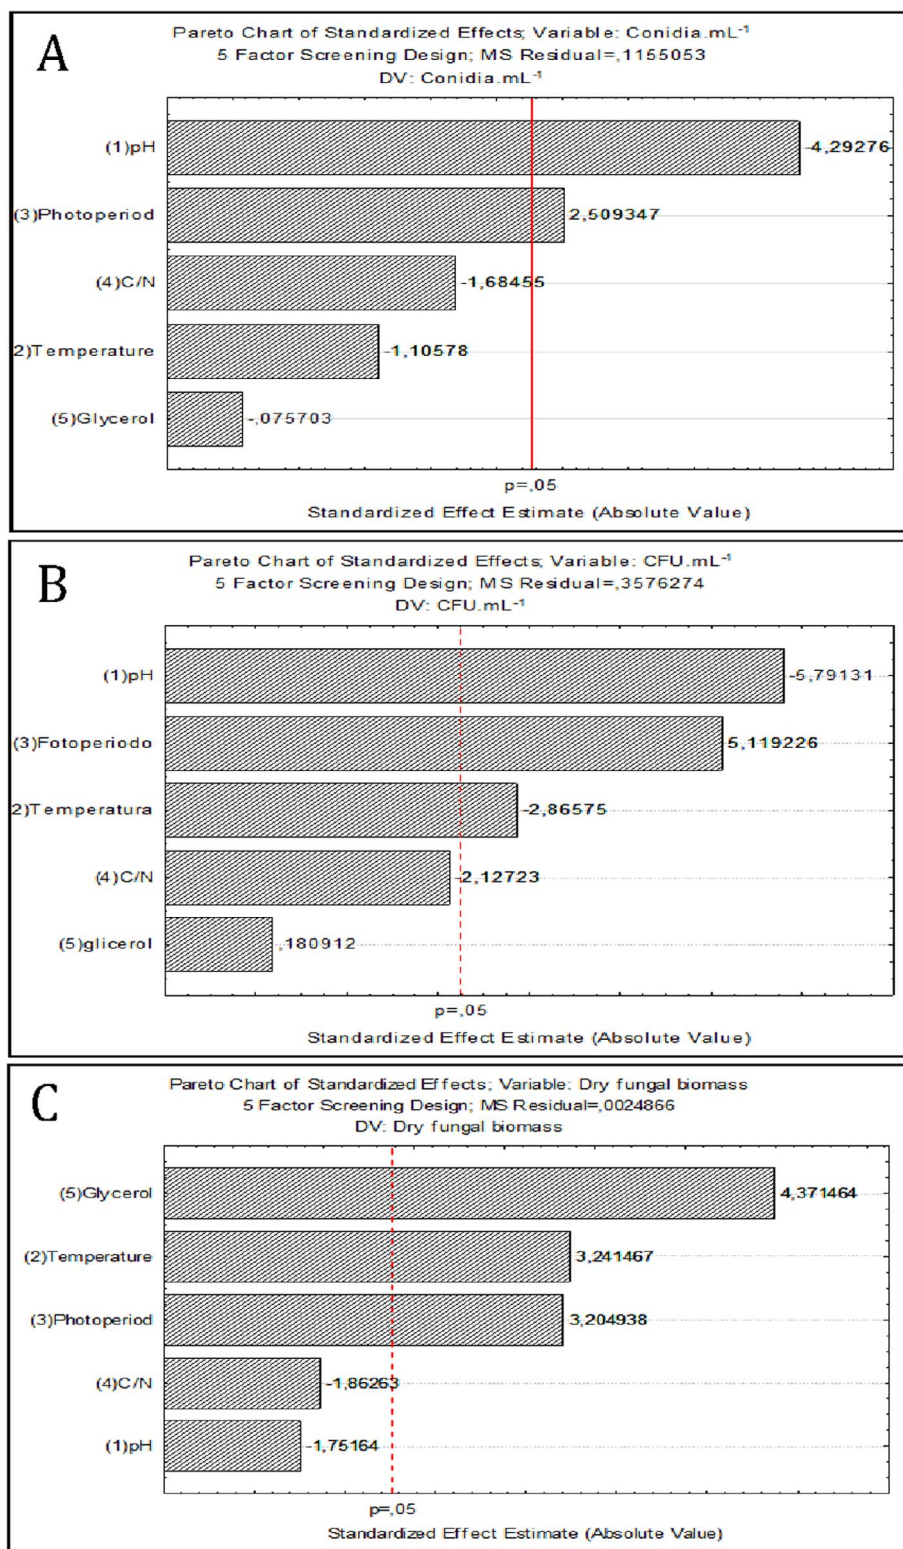 A
Pareto Chart of Standardized Effects; Variable: Conidia.mL⁻¹
5 Factor Screening Design; MS Residual=,1155053
DV: Conidia.mL⁻¹
(1)pH
-4,29276
(3)Photoperiod
2,509347
(4)C/N
-1,68455
2)Temperature
-1,10578
(5)Glycerol
-,075703
p=,05
Standardized Effect Estimate (Absolute Value)
B
Pareto Chart of Standardized Effects; Variable: CFU.mL⁻¹
5 Factor Screening Design; MS Residual=,3576274
DV: CFU.mL⁻¹
(1)pH
-5,79131
(3)Fotoperiodo
5,119226
2)Temperatura
-2,86575
(4)C/N
-2,12723
(5)glicerol
,180912
p=,05
Standardized Effect Estimate (Absolute Value)
C
Pareto Chart of Standardized Effects; Variable: Dry fungal biomass
5 Factor Screening Design; MS Residual=,0024866
DV: Dry fungal biomass
(5)Glycerol
4,371464
(2)Temperature
3,241467
(3)Photoperiod
3,204938
(4)C/N
-1,86263
(1)pH
-1,75164
p=,05
Standardized Effect Estimate (Absolute Value)